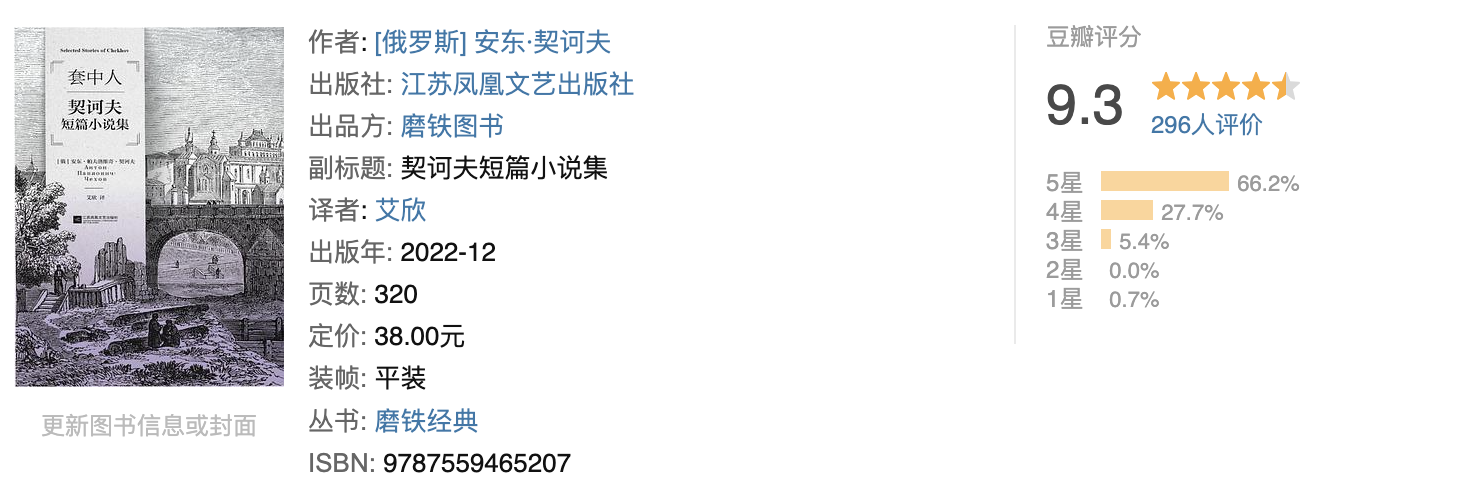 Selected Stories of Chekhov
套中人
契诃夫
短篇小说集
[俄] 安东·帕夫洛维奇·契诃夫
Антон
Павлович
Чехов
艾欣 译
更新图书信息或封面
作者: [俄罗斯] 安东·契诃夫
出版社: 江苏凤凰文艺出版社
出品方: 磨铁图书
副标题: 契诃夫短篇小说集
译者: 艾欣
出版年: 2022-12
页数: 320
定价: 38.00元
装帧: 平装
丛书: 磨铁经典
ISBN: 9787559465207
豆瓣评分
9.3
296人评价
5星 66.2%
4星 27.7%
3星 5.4%
2星 0.0%
1星 0.7%